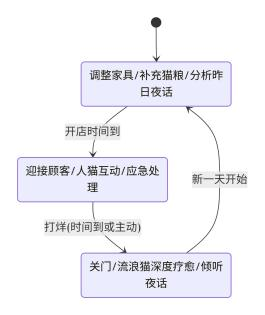 调整家具/补充猫粮/分析昨
日夜话
开店时间到
迎接顾客/人猫互动/应急处
理
新一天开始
打烊(时间到或主动)
关门/流浪猫深度疗愈/倾听
夜话